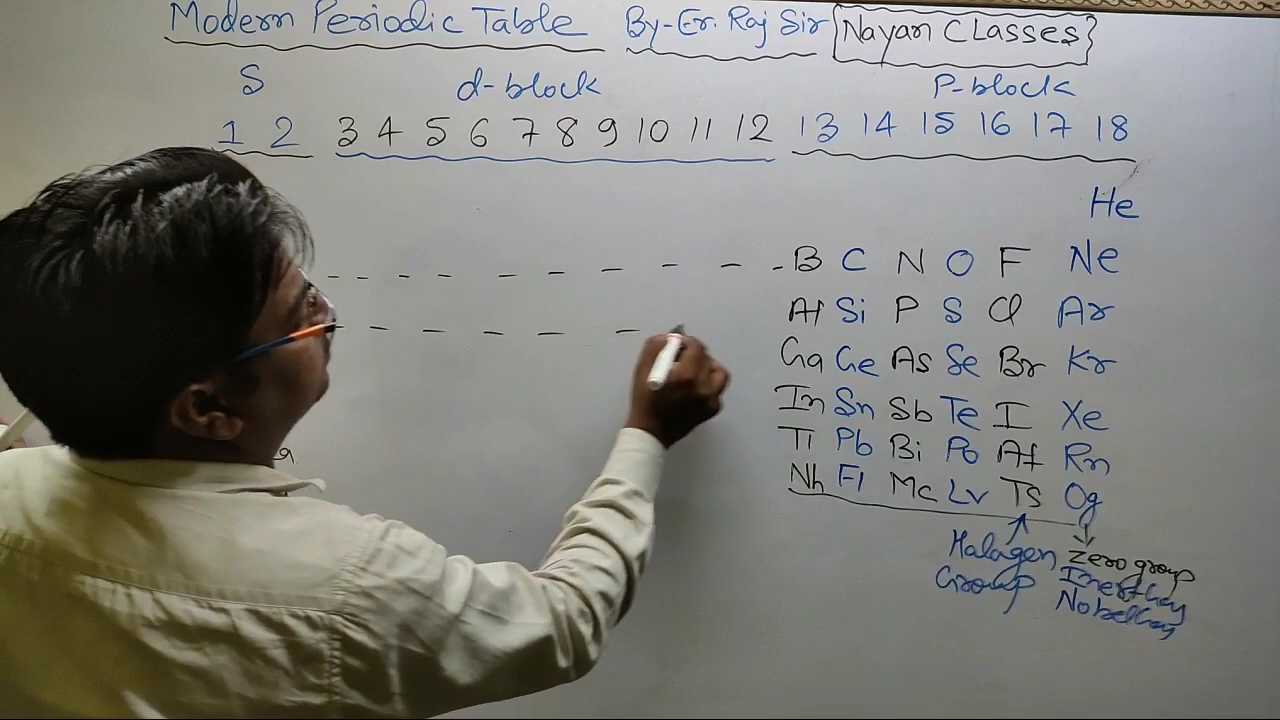 Modern Periodic Table By-Er. Raj Sir Nayan Classes
S d-block P-block
1 2 3 4 5 6 7 8 9 10 11 12 13 14 15 16 17 18
He
B C N O F Ne
Al Si P S Cl Ar
Ga Ge As Se Br Kr
In Sn Sb Te I Xe
Tl Pb Bi Po At Rn
Nh Fl Mc Lv Ts Og
Halagen Zero group
Group Inert Gas
Nobel Gas